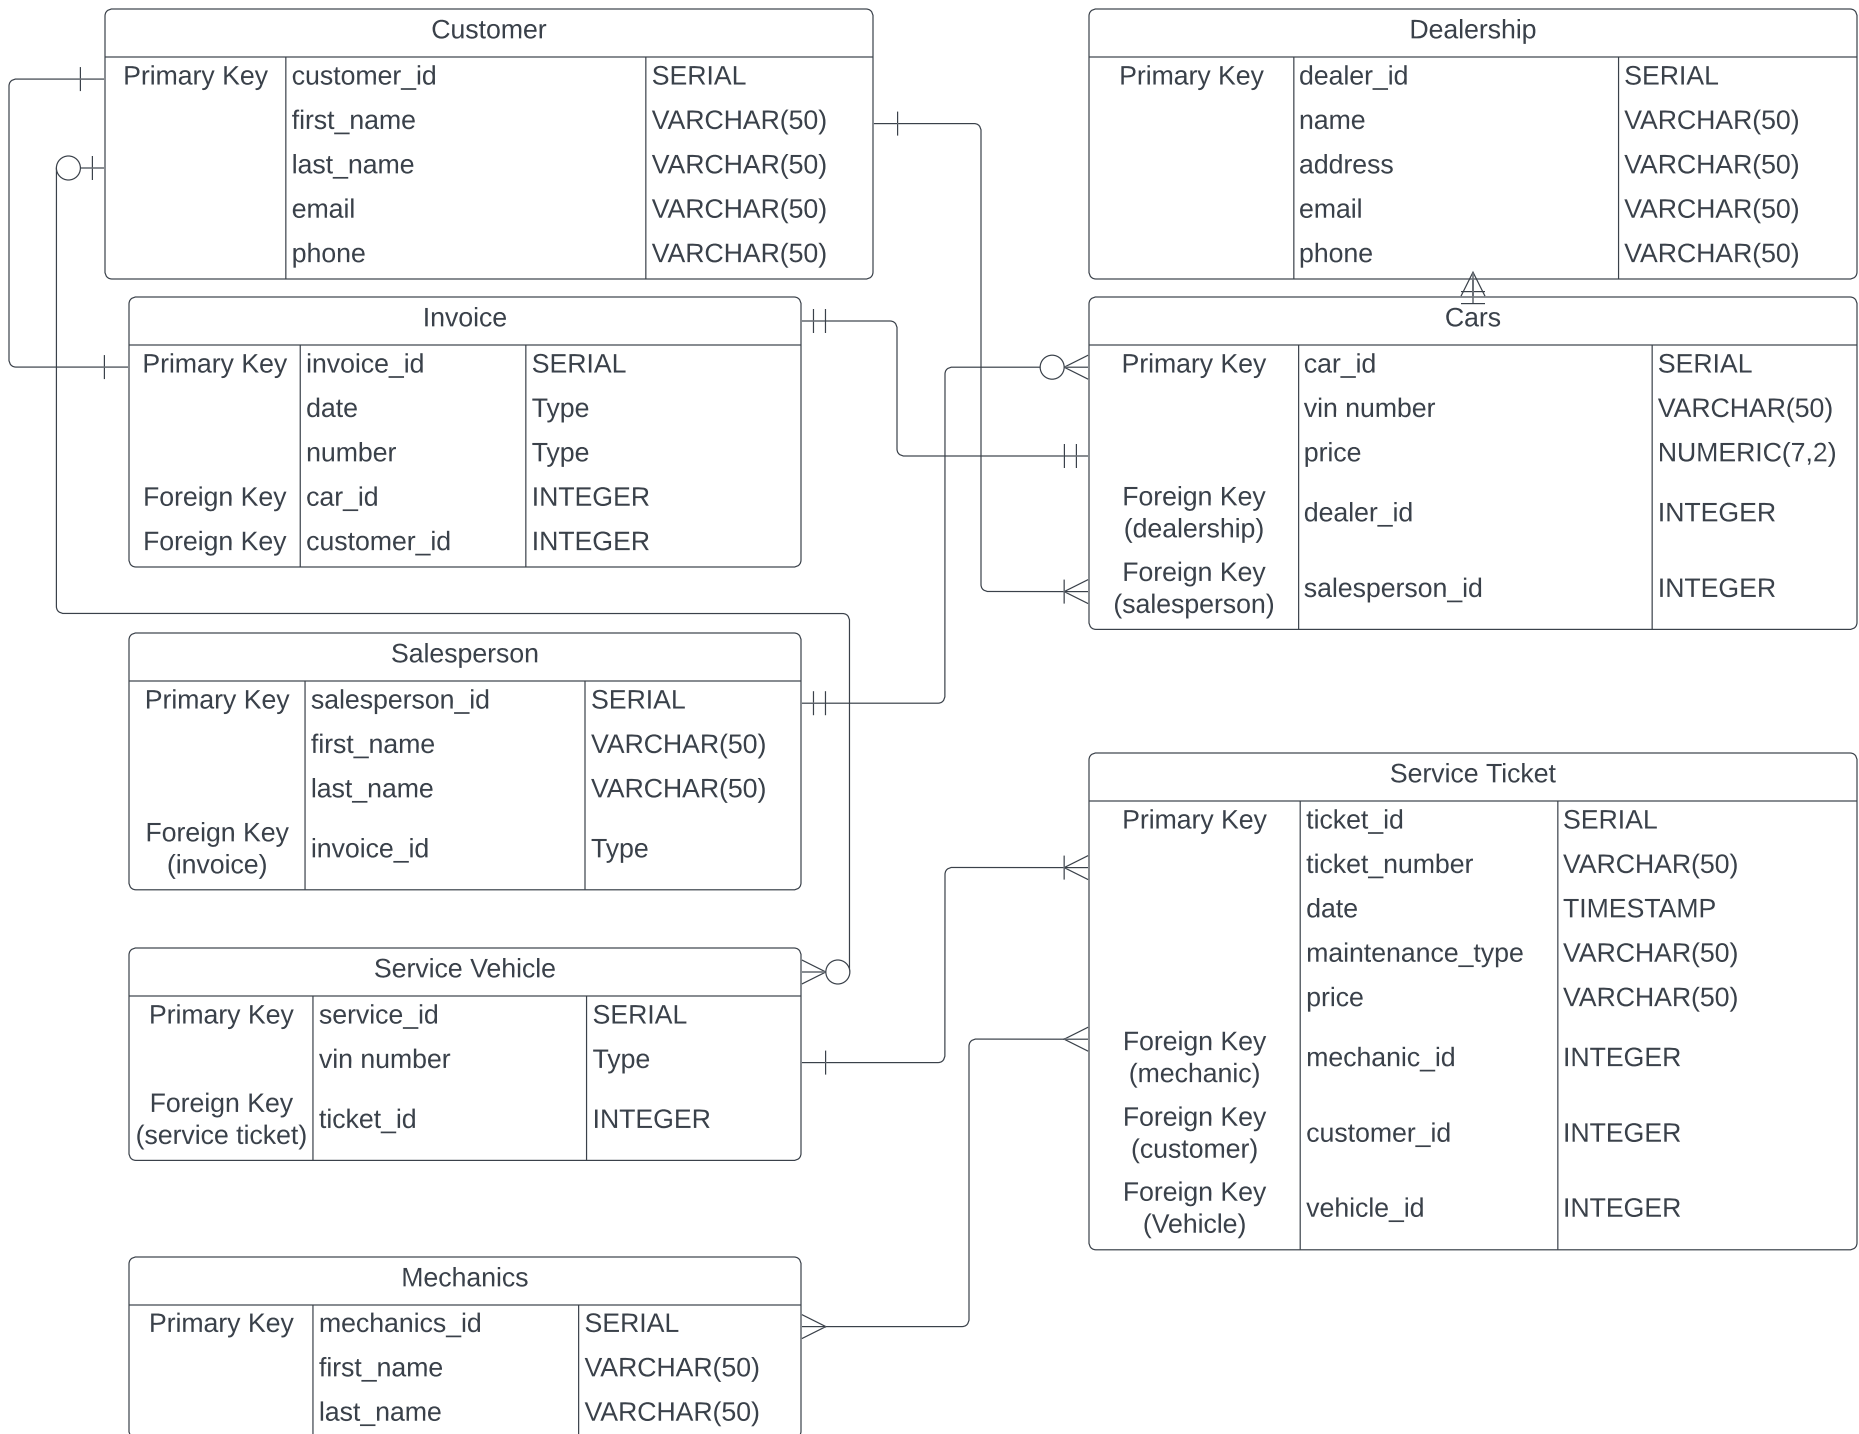 Customer
Primary Key customer_id SERIAL
first_name VARCHAR(50)
last_name VARCHAR(50)
email VARCHAR(50)
phone VARCHAR(50)
Dealership
Primary Key dealer_id SERIAL
name VARCHAR(50)
address VARCHAR(50)
email VARCHAR(50)
phone VARCHAR(50)
Invoice
Primary Key invoice_id SERIAL
date Type
number Type
Foreign Key car_id INTEGER
Foreign Key customer_id INTEGER
Cars
Primary Key car_id SERIAL
vin number VARCHAR(50)
price NUMERIC(7,2)
Foreign Key
(dealership) dealer_id INTEGER
Foreign Key
(salesperson) salesperson_id INTEGER
Salesperson
Primary Key salesperson_id SERIAL
first_name VARCHAR(50)
last_name VARCHAR(50)
Foreign Key
(invoice) invoice_id Type
Service Ticket
Primary Key ticket_id SERIAL
ticket_number VARCHAR(50)
date TIMESTAMP
maintenance_type VARCHAR(50)
price VARCHAR(50)
Foreign Key
(mechanic) mechanic_id INTEGER
Foreign Key
(customer) customer_id INTEGER
Foreign Key
(Vehicle) vehicle_id INTEGER
Service Vehicle
Primary Key service_id SERIAL
vin number Type
Foreign Key
(service ticket) ticket_id INTEGER
Mechanics
Primary Key mechanics_id SERIAL
first_name VARCHAR(50)
last_name VARCHAR(50)